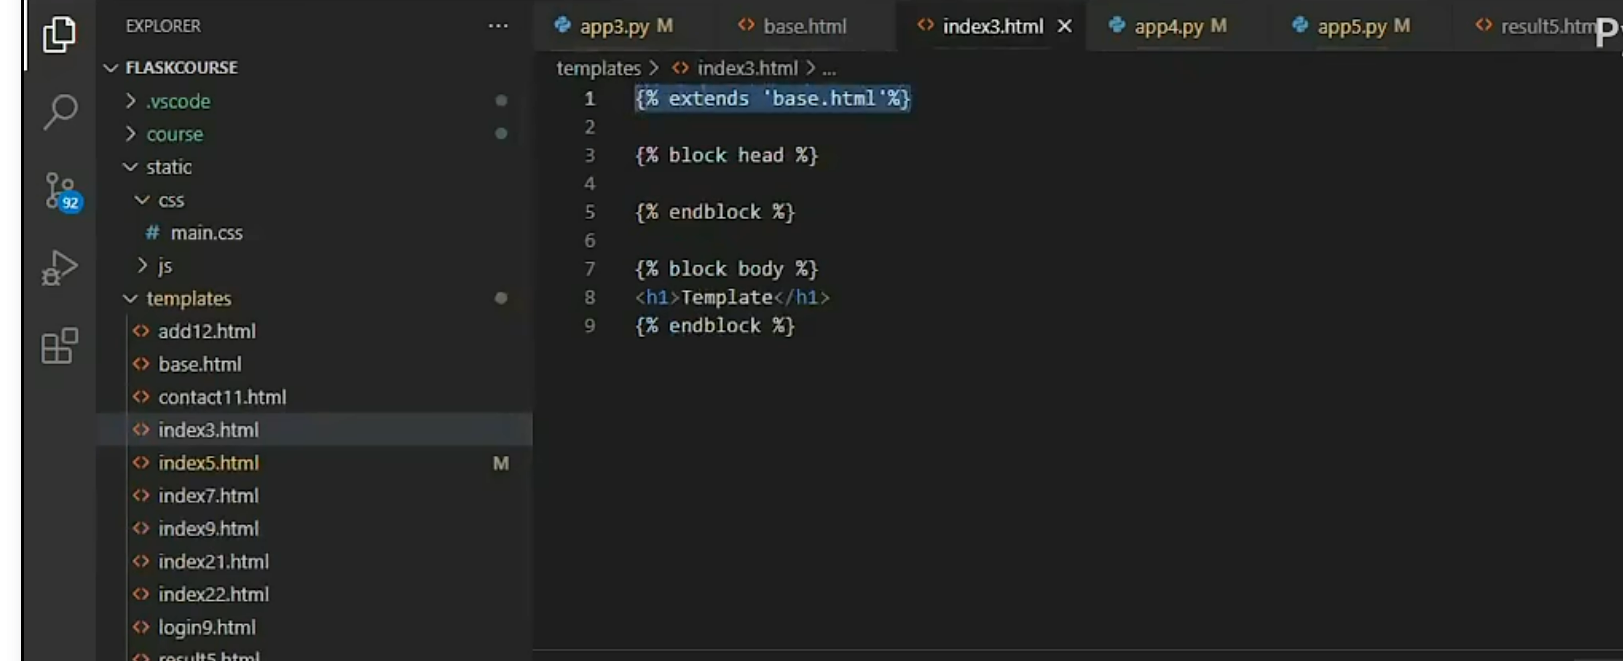 EXPLORER
FLASKCOURSE
.vscode
course
static
css
# main.css
js
templates
add12.html
base.html
contact11.html
index3.html
index5.html M
index7.html
index9.html
index21.html
index22.html
login9.html
result5.html
92
app3.py M
base.html
index3.html
app4.py M
app5.py M
result5.htm
P
templates > index3.html > ...
1 {% extends 'base.html'%}
2
3 {% block head %}
4
5 {% endblock %}
6
7 {% block body %}
8 <h1>Template</h1>
9 {% endblock %}